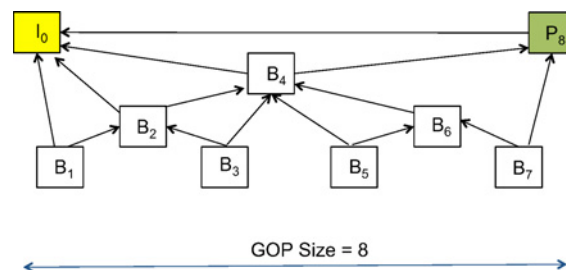 I₀
P₈
B₄
B₂
B₆
B₁
B₃
B₅
B₇
GOP Size = 8